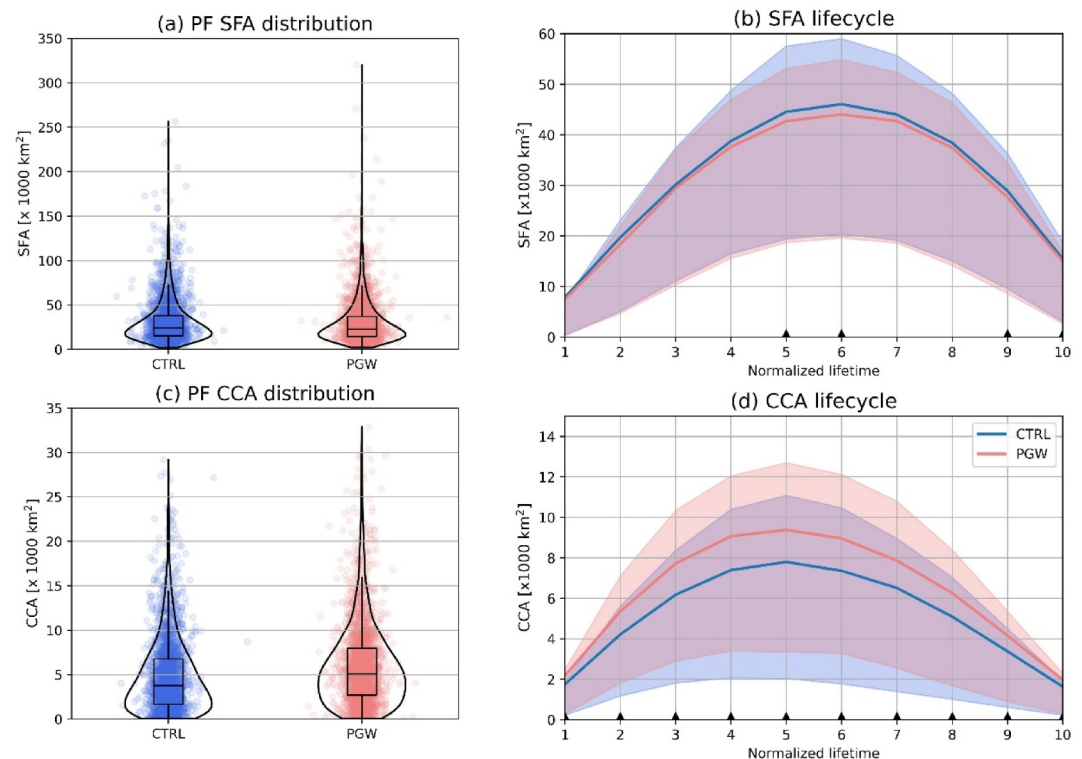 (a) PF SFA distribution
350
300
250
200
150
100
50
0
SFA [x 1000 km²]
CTRL
PGW
(b) SFA lifecycle
60
50
40
30
20
10
0
SFA [x1000 km²]
1 2 3 4 5 6 7 8 9 10
Normalized lifetime
(c) PF CCA distribution
35
30
25
20
15
10
5
0
CCA [x 1000 km²]
CTRL
PGW
(d) CCA lifecycle
14
12
10
8
6
4
2
0
CCA [x1000 km²]
CTRL
PGW
1 2 3 4 5 6 7 8 9 10
Normalized lifetime